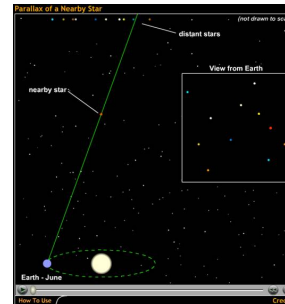 Parallax of a Nearby Star
(not drawn to
distant stars
View from Earth
nearby star
Earth - June
How To Use